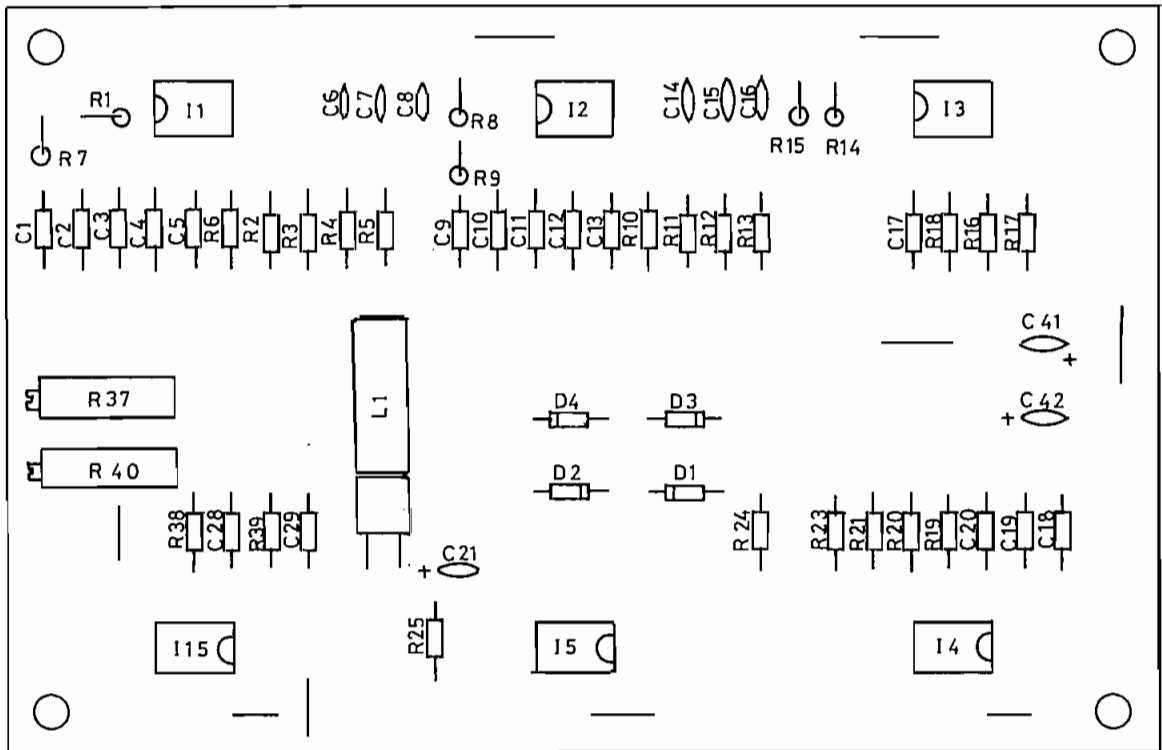 R1 I1 C6 C7 C8 R8 I2 C14 C15 C16 R15 R14 I3
R7 R9
C1 C2 C3 C4 C5 R6 R2 R3 R4 R5 C9 C10 C11 C12 C13 R10 R11 R12 R13 C17 R18 R16 R17
C 41
+
R 37 L1 D4 D3 + C 42
R 40 D2 D1
R38 C28 R39 C29 R 24 R23 R21 R20 R19 C20 C19 C18
+ C 21
I15 R25 I5 I4